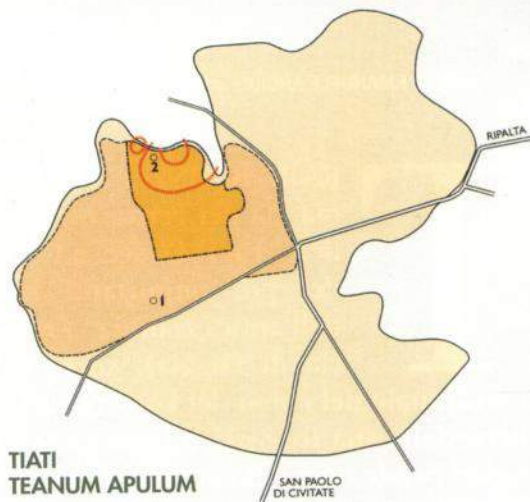 RIPALTA
2
1
TIATI
TEANUM APULUM
SAN PAOLO
DI CIVITATE